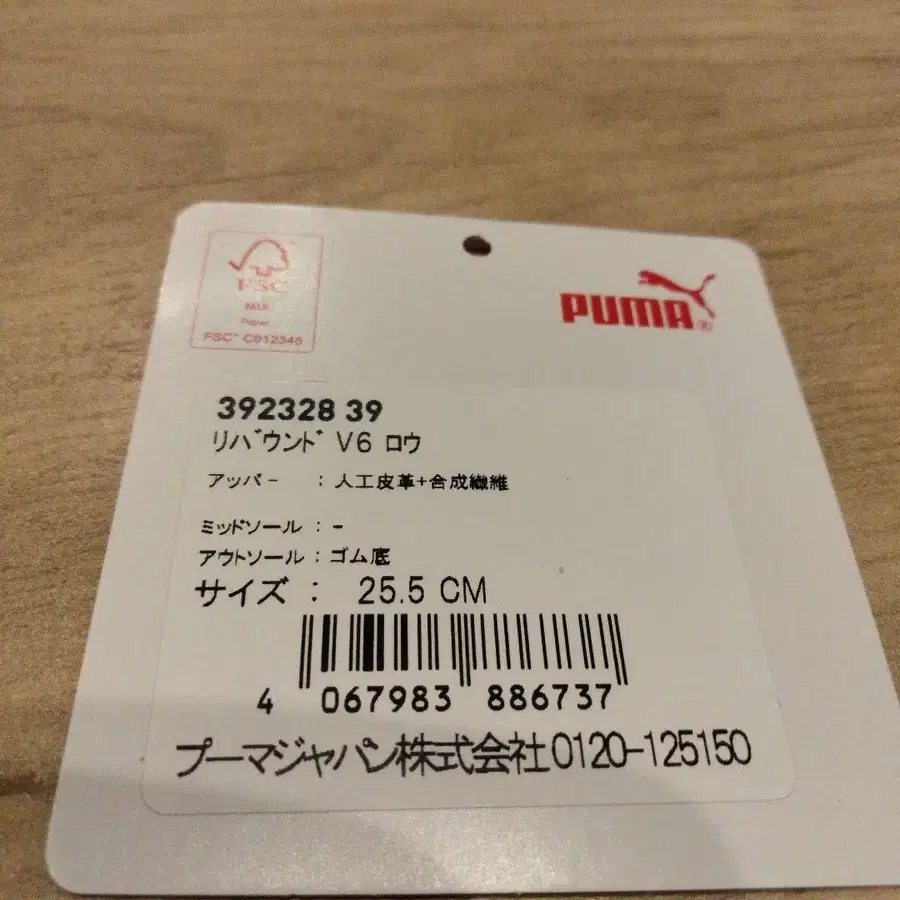 FSC
MIX
Paper
FSC™ C012345
PUMA®
392328 39
リバウンド V6 ロウ
アッパー : 人工皮革+合成繊維
ミッドソール : -
アウトソール : ゴム底
サイズ : 25.5 CM
4 067983 886737
プーマジャパン株式会社0120-125150